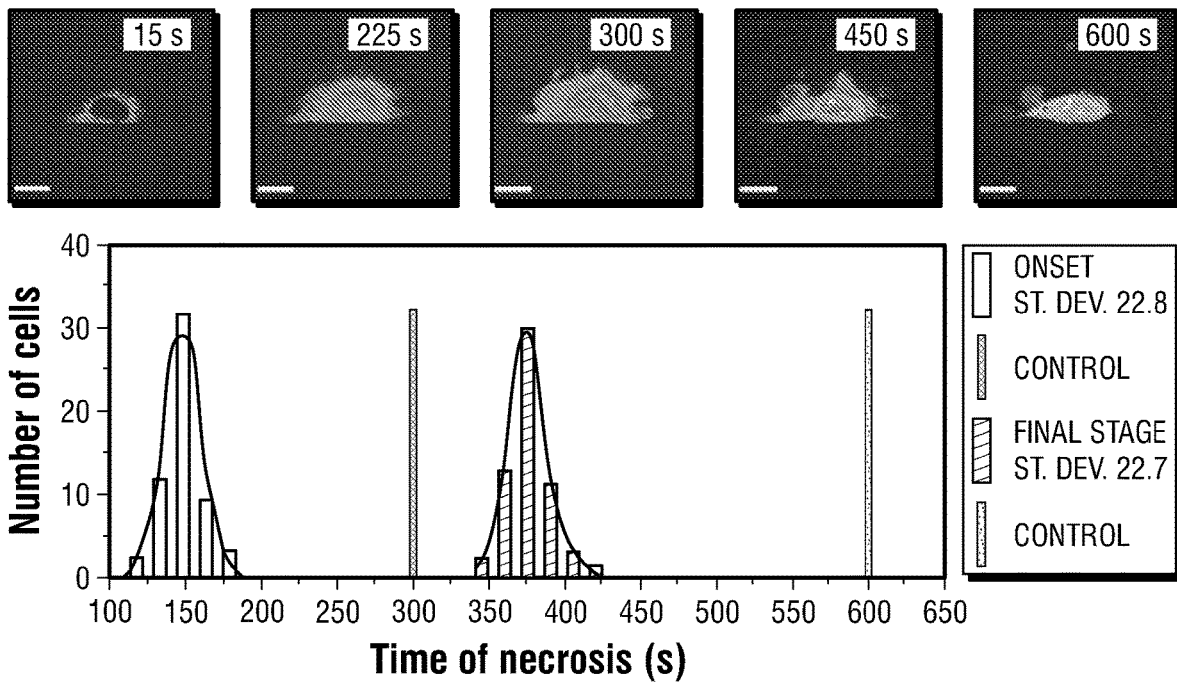 15 s
225 s
300 s
450 s
600 s
40
30
20
10
0
Number of cells
100
150
200
250
300
350
400
450
500
550
600
650
Time of necrosis (s)
ONSET
ST. DEV. 22.8
CONTROL
FINAL STAGE
ST. DEV. 22.7
CONTROL